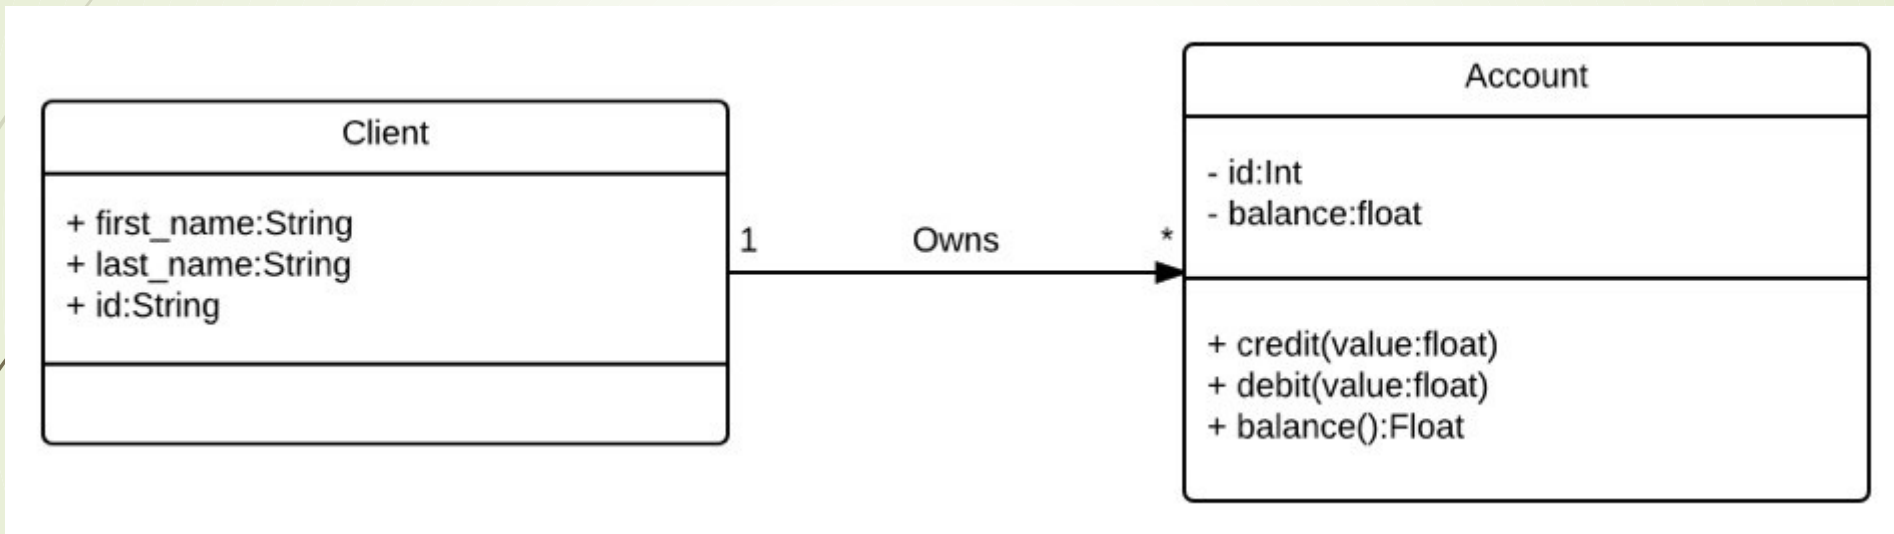 Client
+ first_name:String
+ last_name:String
+ id:String
1
Owns
*
Account
- id:Int
- balance:float
+ credit(value:float)
+ debit(value:float)
+ balance():Float